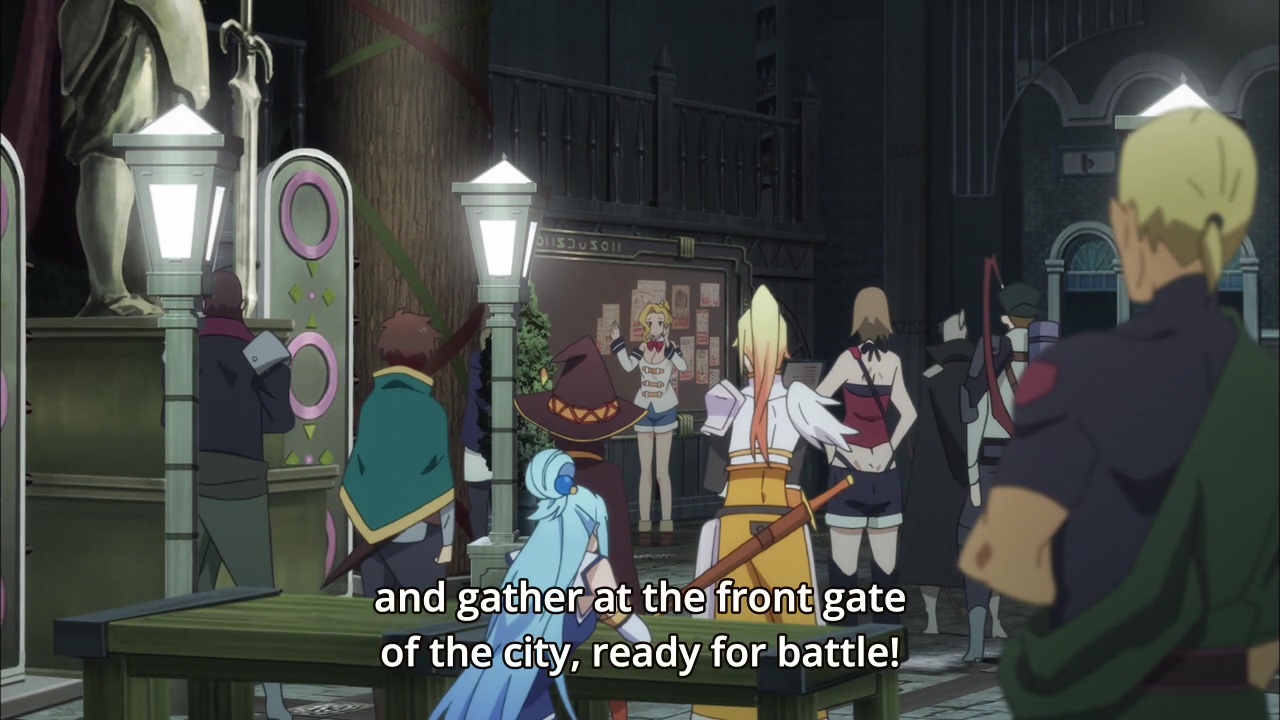 and gather at the front gate
of the city, ready for battle!